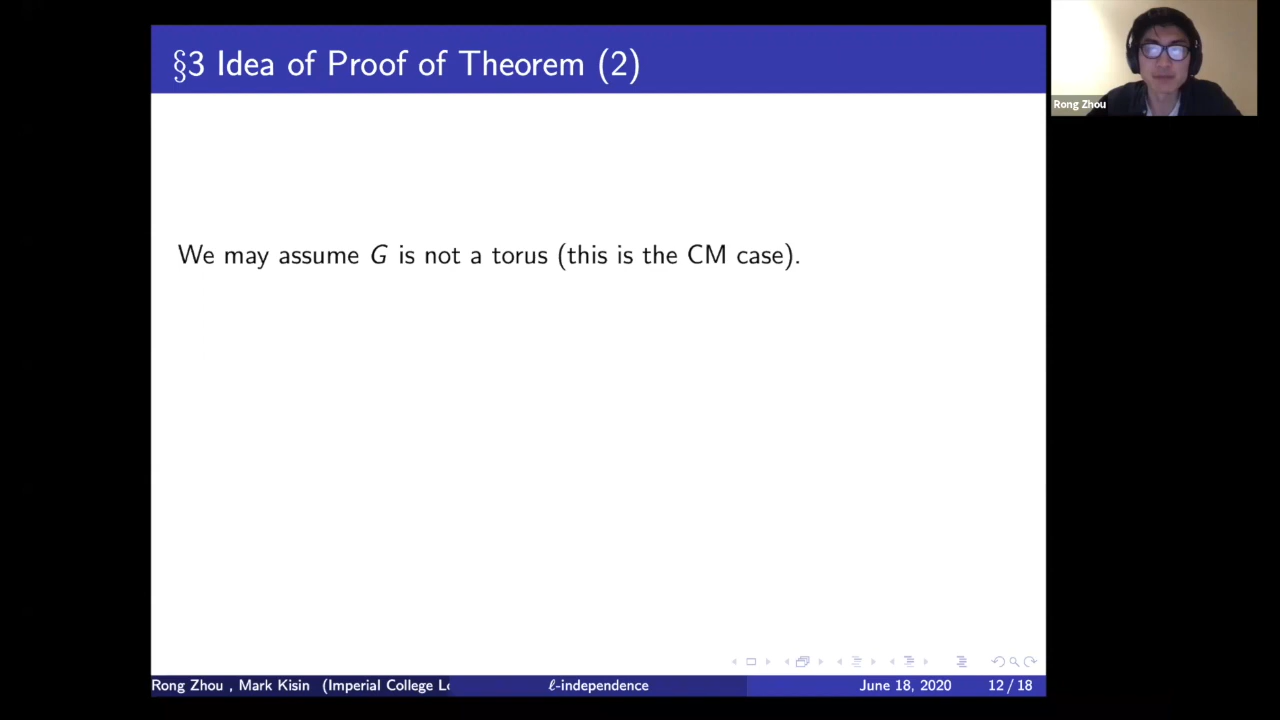 §3 Idea of Proof of Theorem (2)
Rong Zhou
We may assume G is not a torus (this is the CM case).
Rong Zhou , Mark Kisin (Imperial College Lo
ℓ-independence
June 18, 2020
12 / 18